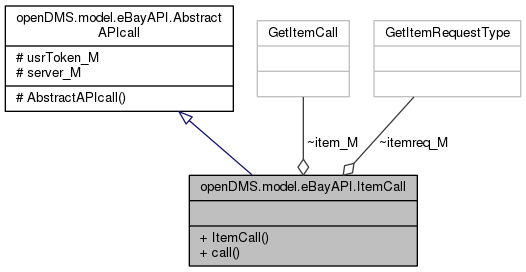 openDMS.model.eBayAPI.Abstract
APIcall
# usrToken_M
# server_M
# AbstractAPIcall()
GetItemCall
GetItemRequestType
~item_M
~itemreq_M
openDMS.model.eBayAPI.ItemCall
+ ItemCall()
+ call()